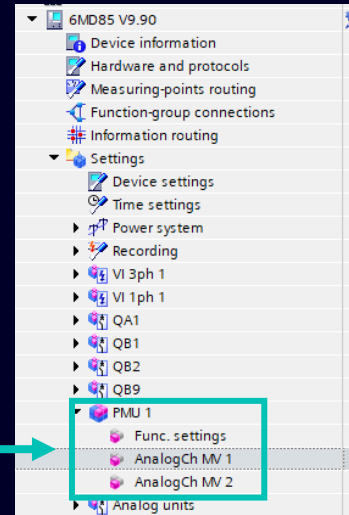 6MD85 V9.90
Device information
Hardware and protocols
Measuring-points routing
Function-group connections
Information routing
Settings
Device settings
Time settings
Power system
Recording
VI 3ph 1
VI 1ph 1
QA1
QB1
QB2
QB9
PMU 1
Func. settings
AnalogCh MV 1
AnalogCh MV 2
Analog units